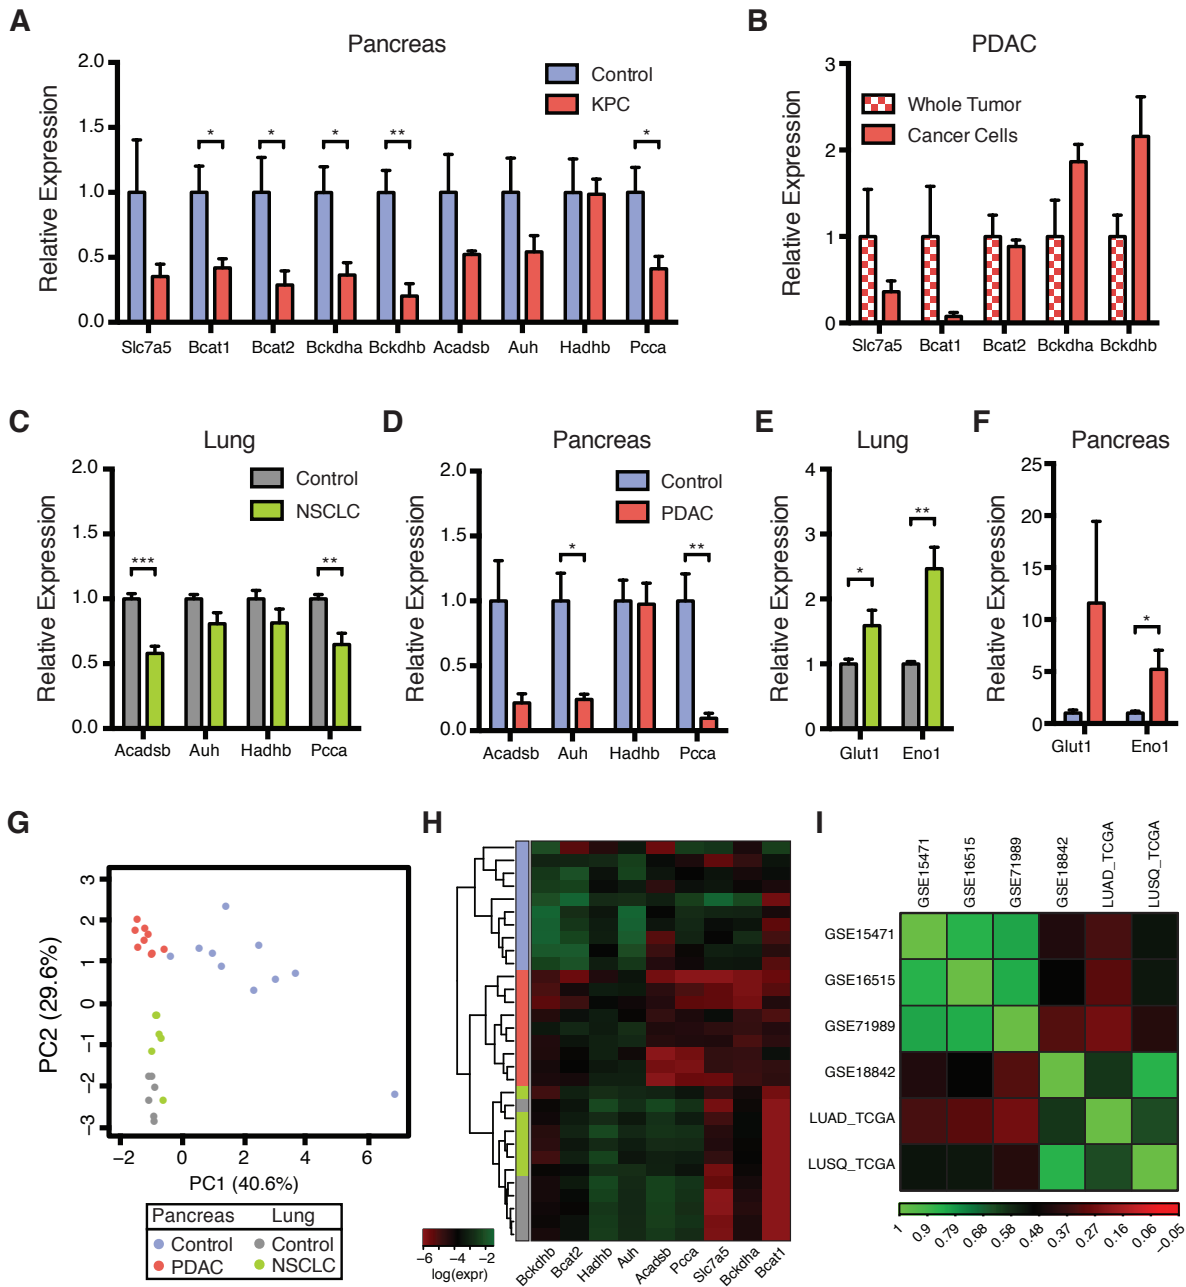 A
Pancreas
Relative Expression
2.0
1.5
1.0
0.5
0.0
Control
KPC
* * * ** *
Slc7a5 Bcat1 Bcat2 Bckdha Bckdhb Acadsb Auh Hadhb Pcca
B
PDAC
Relative Expression
3
2
1
0
Whole Tumor
Cancer Cells
Slc7a5 Bcat1 Bcat2 Bckdha Bckdhb
C
Lung
Relative Expression
2.0
1.5
1.0
0.5
0.0
Control
NSCLC
*** **
Acadsb Auh Hadhb Pcca
D
Pancreas
Relative Expression
2.0
1.5
1.0
0.5
0.0
Control
PDAC
* **
Acadsb Auh Hadhb Pcca
E
Lung
Relative Expression
4
3
2
1
0
* **
Glut1 Eno1
F
Pancreas
Relative Expression
25
20
15
10
5
0
*
Glut1 Eno1
G
PC2 (29.6%)
3
2
1
0
−1
−2
−3
−2 0 2 4 6
PC1 (40.6%)
Pancreas Lung
Control Control
PDAC NSCLC
H
−6 −4 −2
log(expr)
Bckdhb Bcat2 Hadhb Auh Acadsb Pcca Slc7a5 Bckdha Bcat1
I
GSE15471 GSE16515 GSE71989 GSE18842 LUAD_TCGA LUSQ_TCGA
GSE15471
GSE16515
GSE71989
GSE18842
LUAD_TCGA
LUSQ_TCGA
1 0.9 0.79 0.68 0.58 0.48 0.37 0.27 0.16 0.06 −0.05